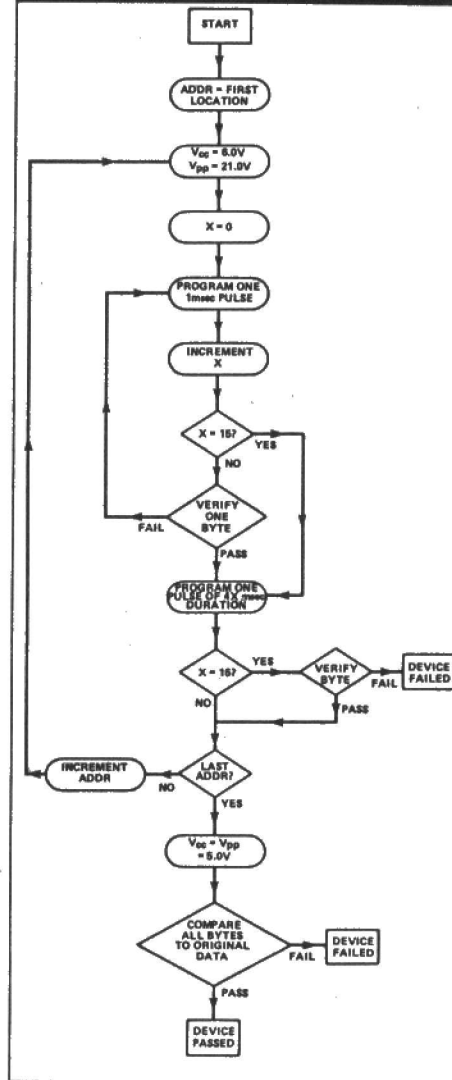 START
ADDR = FIRST
LOCATION
Vcc = 6.0V
Vpp = 21.0V
X = 0
PROGRAM ONE
1msec PULSE
INCREMENT
X
X = 15?
YES
NO
VERIFY
ONE
BYTE
FAIL
PASS
PROGRAM ONE
PULSE OF 4X msec
DURATION
X = 15?
YES
NO
VERIFY
BYTE
FAIL
PASS
DEVICE
FAILED
LAST
ADDR?
NO
YES
INCREMENT
ADDR
Vcc = Vpp
= 5.0V
COMPARE
ALL BYTES
TO ORIGINAL
DATA
FAIL
DEVICE
FAILED
PASS
DEVICE
PASSED